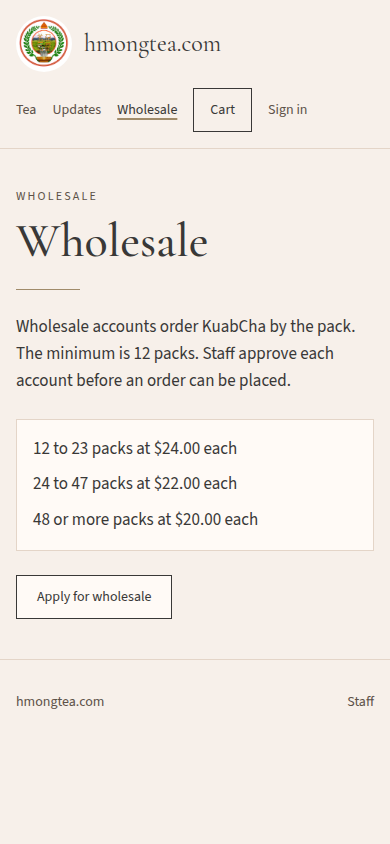 hmongtea.com
Tea Updates Wholesale Cart Sign in
WHOLESALE
Wholesale
Wholesale accounts order KuabCha by the pack.
The minimum is 12 packs. Staff approve each
account before an order can be placed.
12 to 23 packs at $24.00 each
24 to 47 packs at $22.00 each
48 or more packs at $20.00 each
Apply for wholesale
hmongtea.com Staff